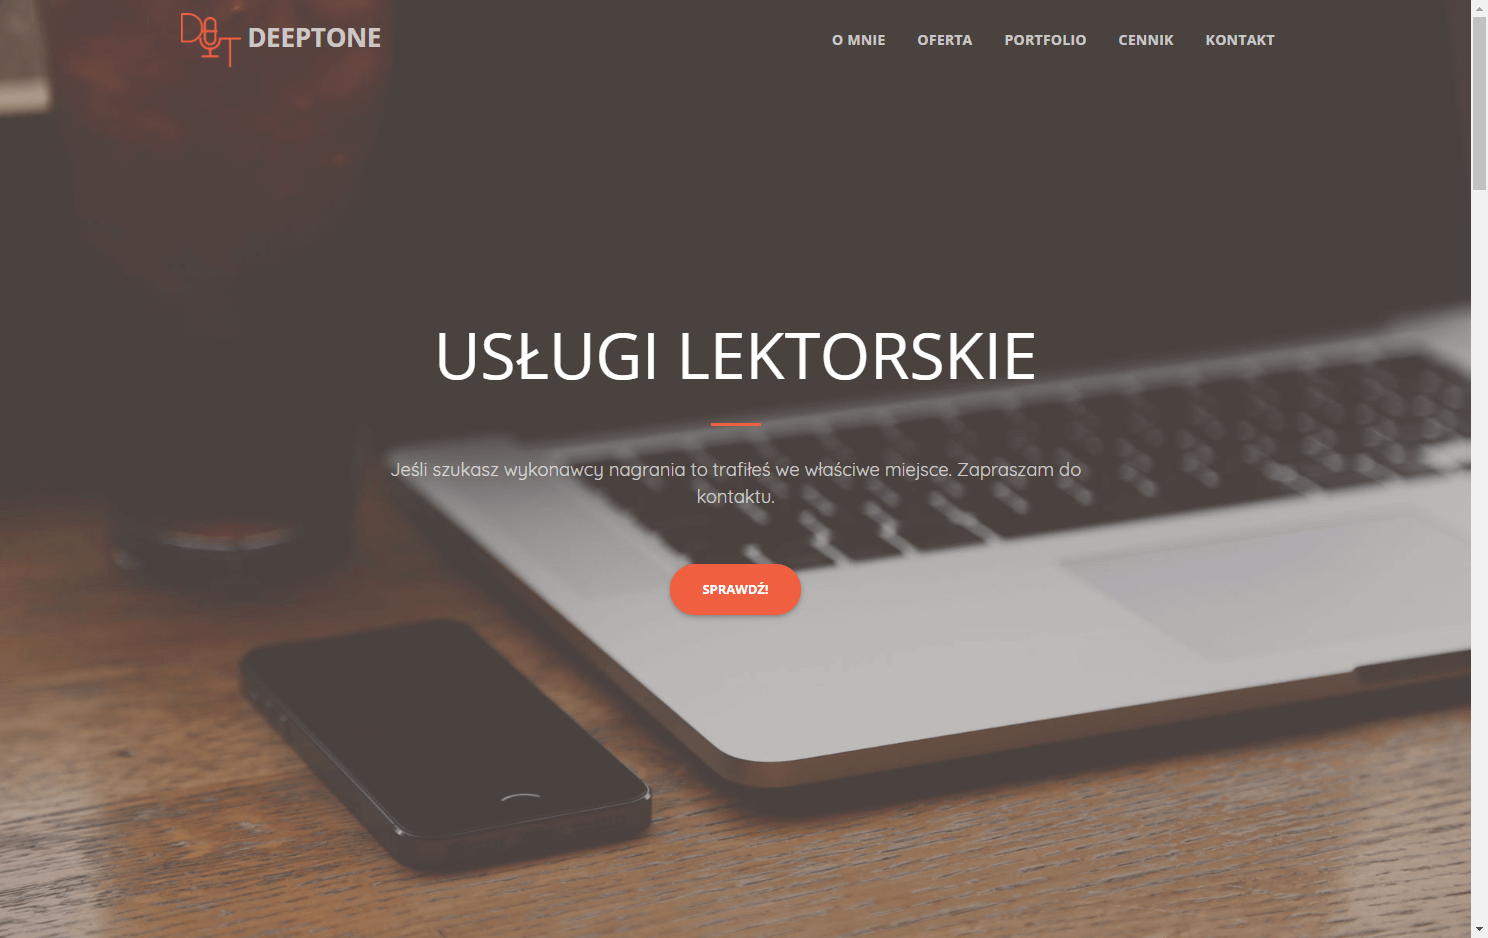 DT DEEPTONE
O MNIE OFERTA PORTFOLIO CENNIK KONTAKT
USŁUGI LEKTORSKIE
Jeśli szukasz wykonawcy nagrania to trafiłeś we właściwe miejsce. Zapraszam do
kontaktu.
SPRAWDŹ!